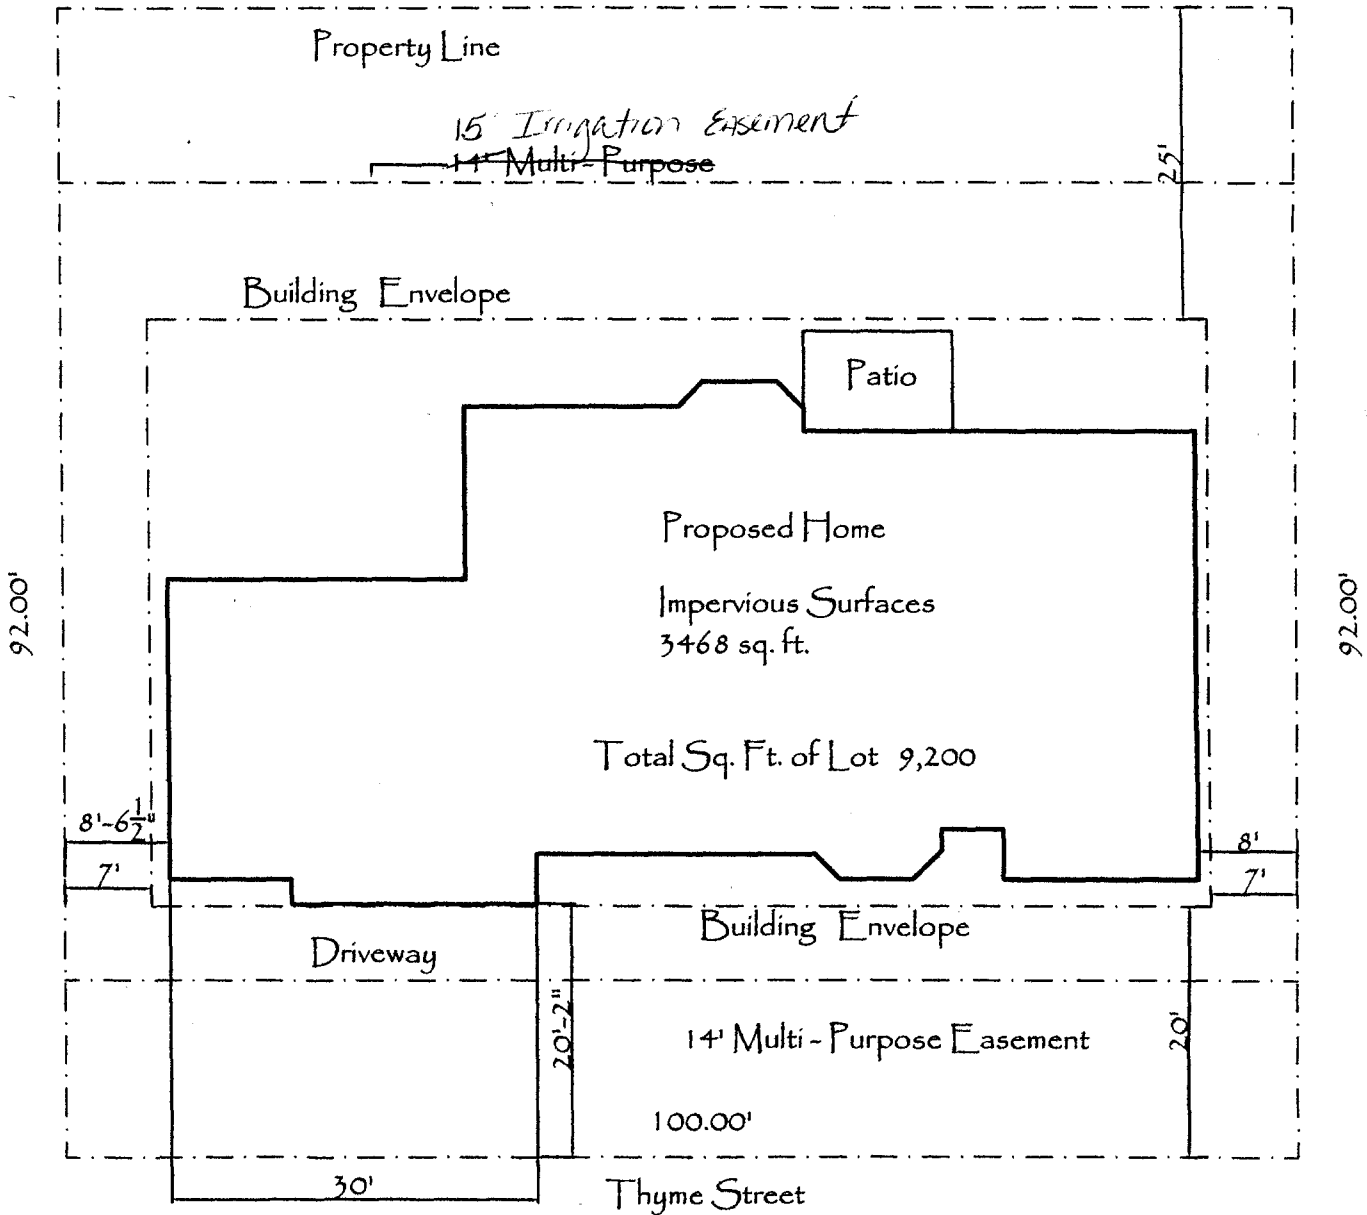 Property Line
15' Irrigation Easement
14' Multi - Purpose
25'
Building Envelope
Patio
Proposed Home
92.00'
92.00'
Impervious Surfaces
3468 sq. ft.
Total Sq. Ft. of Lot 9,200
8'-6 1/2"
8'
7'
7'
Building Envelope
Driveway
20'-2"
14' Multi - Purpose Easement
20'
100.00'
30'
Thyme Street